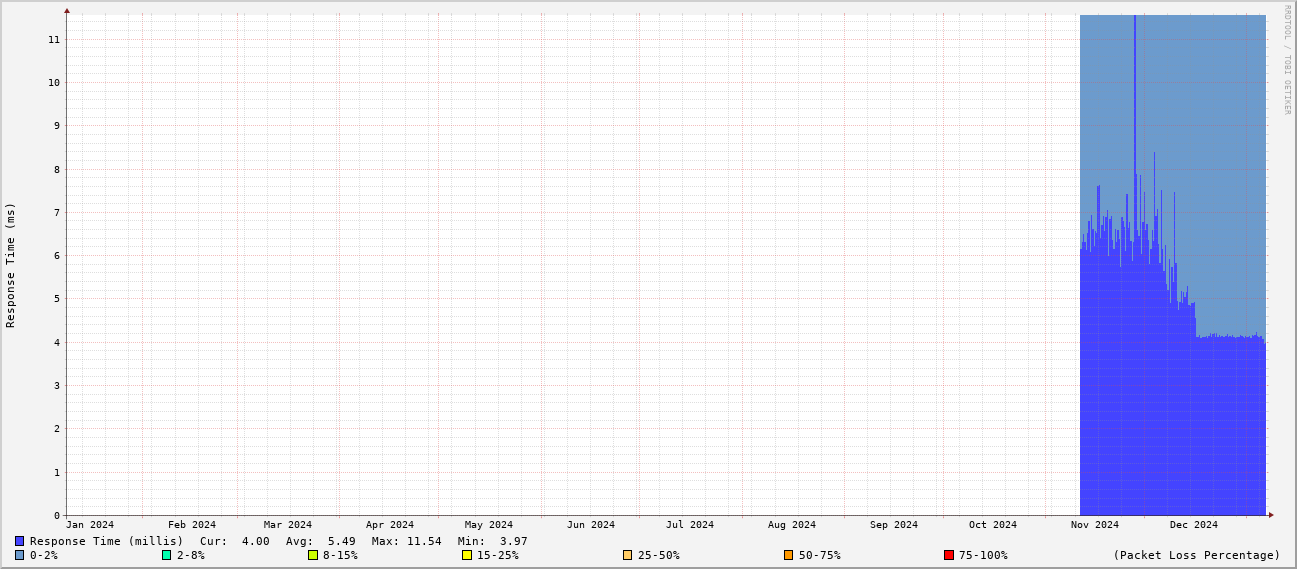 RRDTOOL / TOBI OETIKER
Response Time (ms)
11
10
9
8
7
6
5
4
3
2
1
0
Jan 2024 Feb 2024 Mar 2024 Apr 2024 May 2024 Jun 2024 Jul 2024 Aug 2024 Sep 2024 Oct 2024 Nov 2024 Dec 2024
Response Time (millis) Cur: 4.00 Avg: 5.49 Max: 11.54 Min: 3.97
0-2% 2-8% 8-15% 15-25% 25-50% 50-75% 75-100% (Packet Loss Percentage)